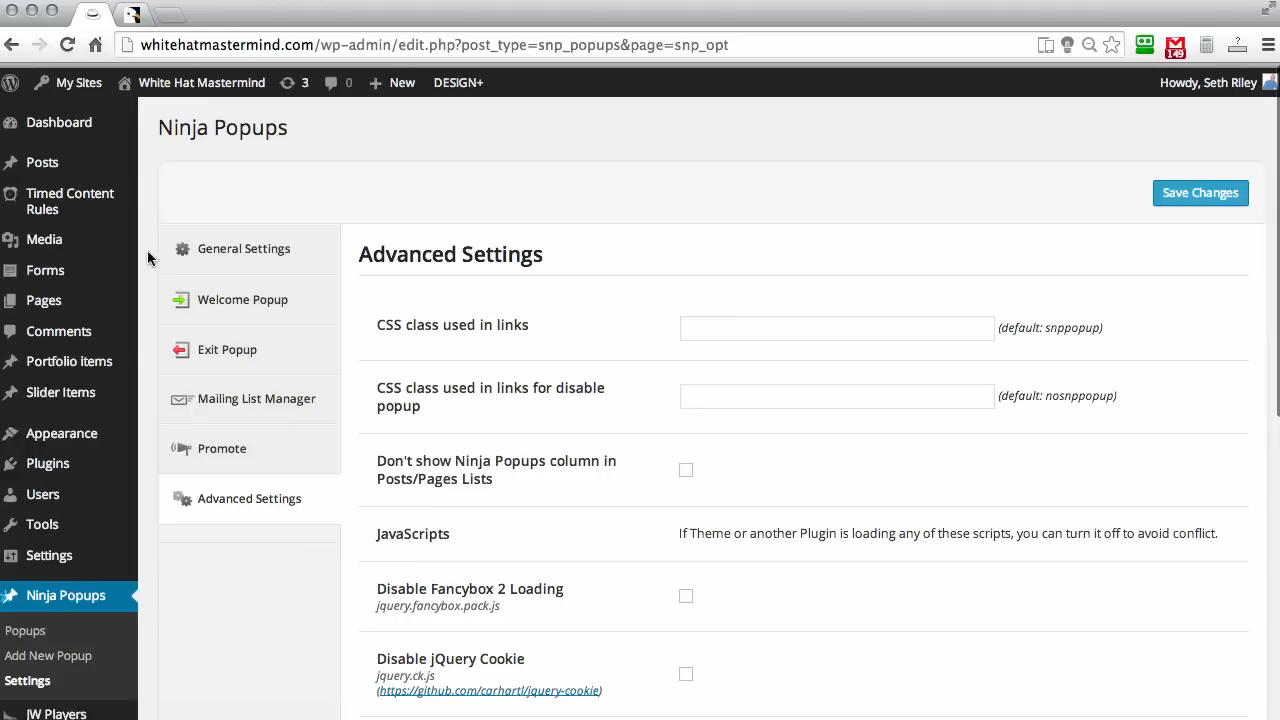 whitehatmastermind.com/wp-admin/edit.php?post_type=snp_popups&page=snp_opt
149
My Sites
White Hat Mastermind
3
0
New
DESIGN+
Howdy, Seth Riley
Dashboard
Posts
Timed Content
Rules
Media
Forms
Pages
Comments
Portfolio items
Slider Items
Appearance
Plugins
Users
Tools
Settings
Ninja Popups
Popups
Add New Popup
Settings
JW Players
Ninja Popups
Save Changes
General Settings
Welcome Popup
Exit Popup
Mailing List Manager
Promote
Advanced Settings
Advanced Settings
CSS class used in links
(default: snppopup)
CSS class used in links for disable
popup
(default: nosnppopup)
Don't show Ninja Popups column in
Posts/Pages Lists
JavaScripts
If Theme or another Plugin is loading any of these scripts, you can turn it off to avoid conflict.
Disable Fancybox 2 Loading
jquery.fancybox.pack.js
Disable jQuery Cookie
jquery.ck.js
(https://github.com/carhartl/jquery-cookie)